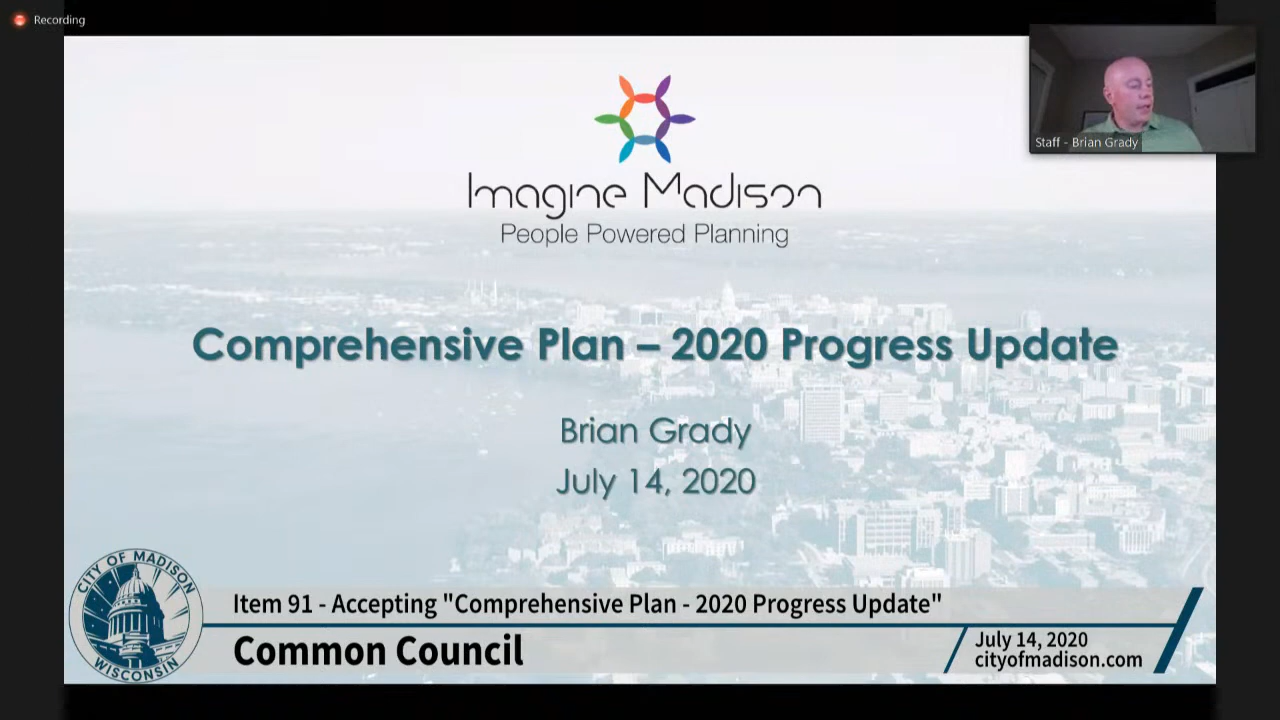 Recording
Staff - Brian Grady
Imagine Madison
People Powered Planning
Comprehensive Plan – 2020 Progress Update
Brian Grady
July 14, 2020
CITY OF MADISON
WISCONSIN
Item 91 - Accepting "Comprehensive Plan - 2020 Progress Update"
Common Council
July 14, 2020
cityofmadison.com